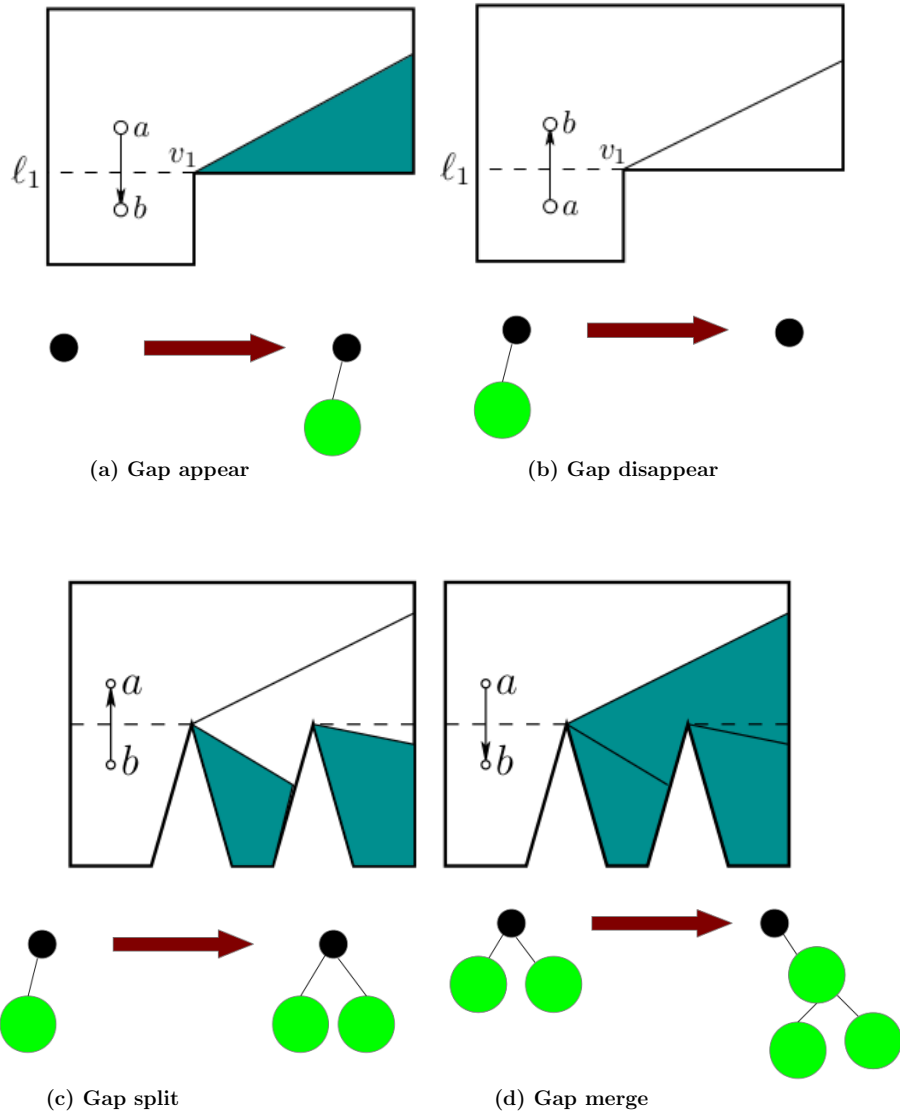 a
v₁
ℓ₁
b
b
v₁
ℓ₁
a
(a) Gap appear
(b) Gap disappear
a
b
a
b
(c) Gap split
(d) Gap merge